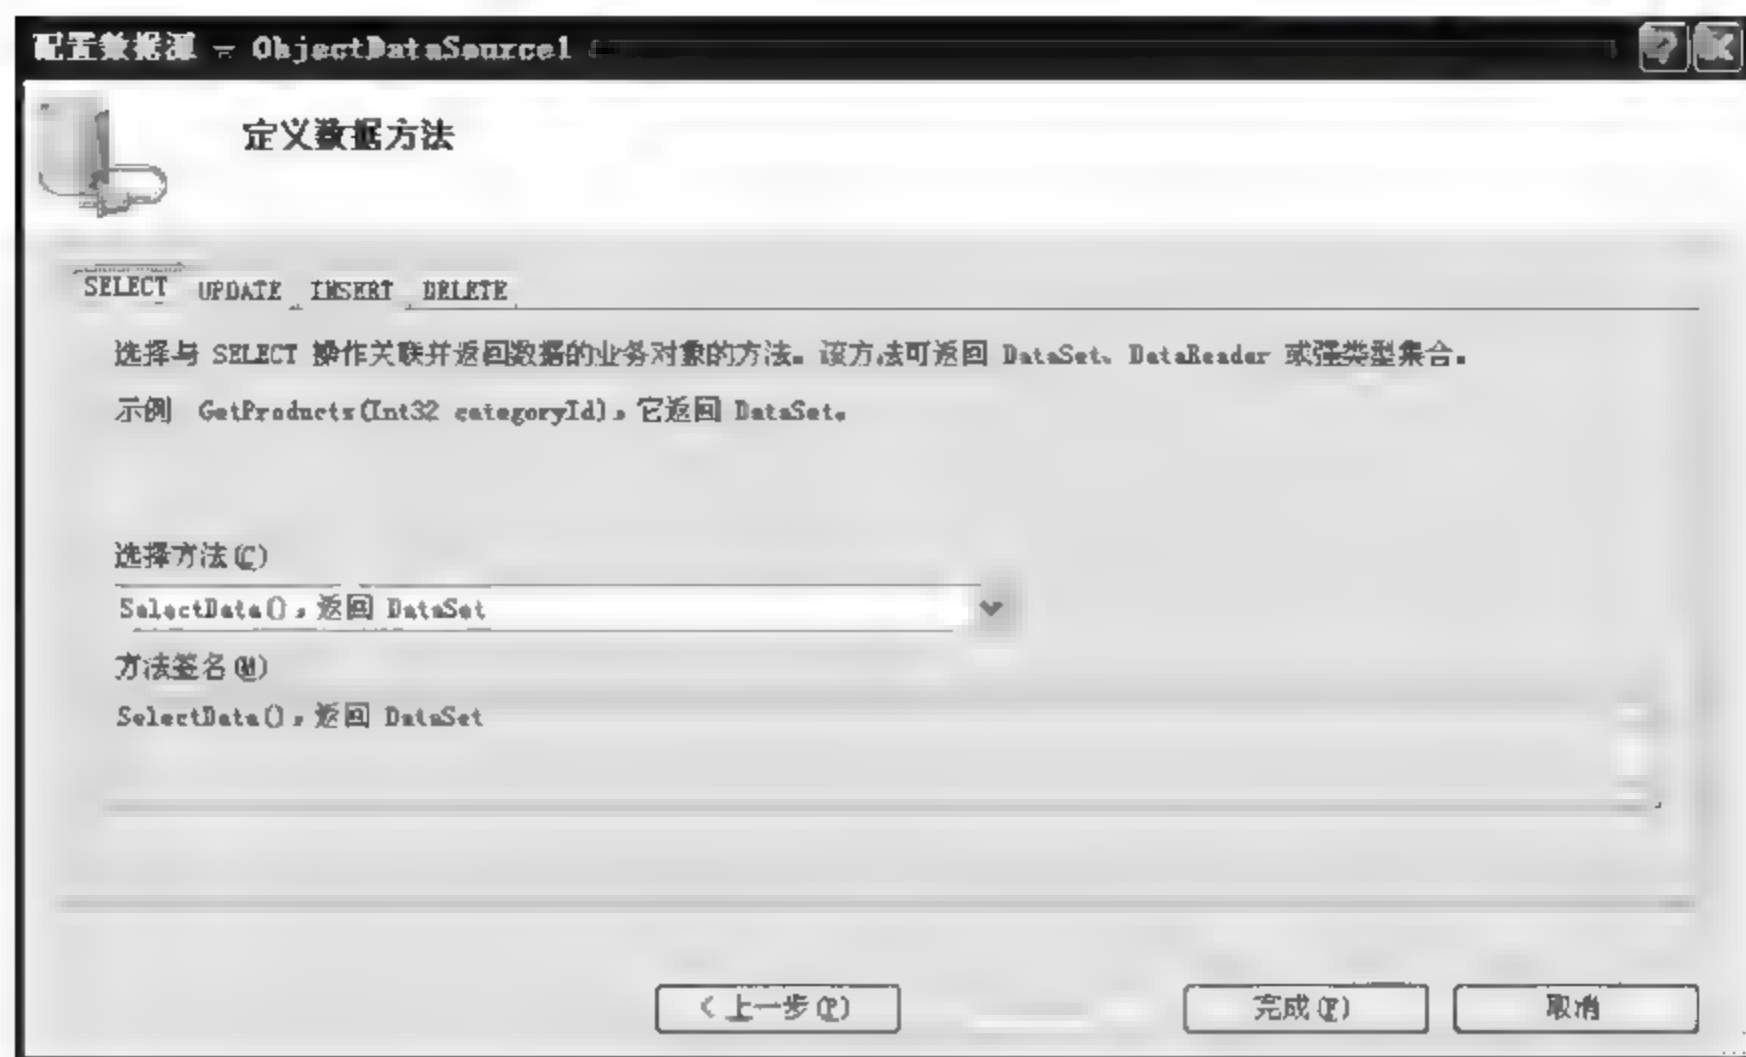 配置数据源 - ObjectDataSource1
定义数据方法
SELECT UPDATE INSERT DELETE
选择与 SELECT 操作关联并返回数据的业务对象的方法。该方法可返回 DataSet、DataReader 或强类型集合。
示例 GetProducts(Int32 categoryId)，它返回 DataSet。
选择方法(C)
SelectData()，返回 DataSet
方法签名(M)
SelectData()，返回 DataSet
< 上一步(P) 完成(F) 取消